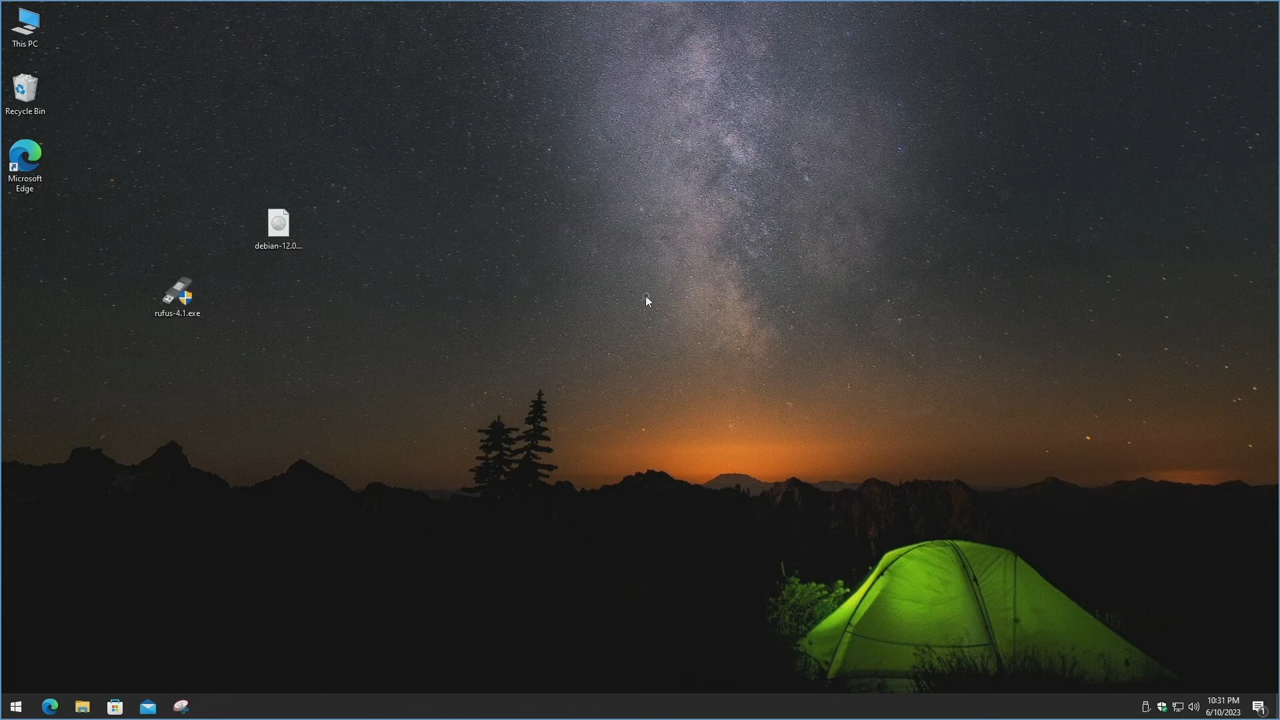 This PC
Recycle Bin
Microsoft
Edge
debian-12.0...
rufus-4.1.exe
10:31 PM
6/10/2023
1